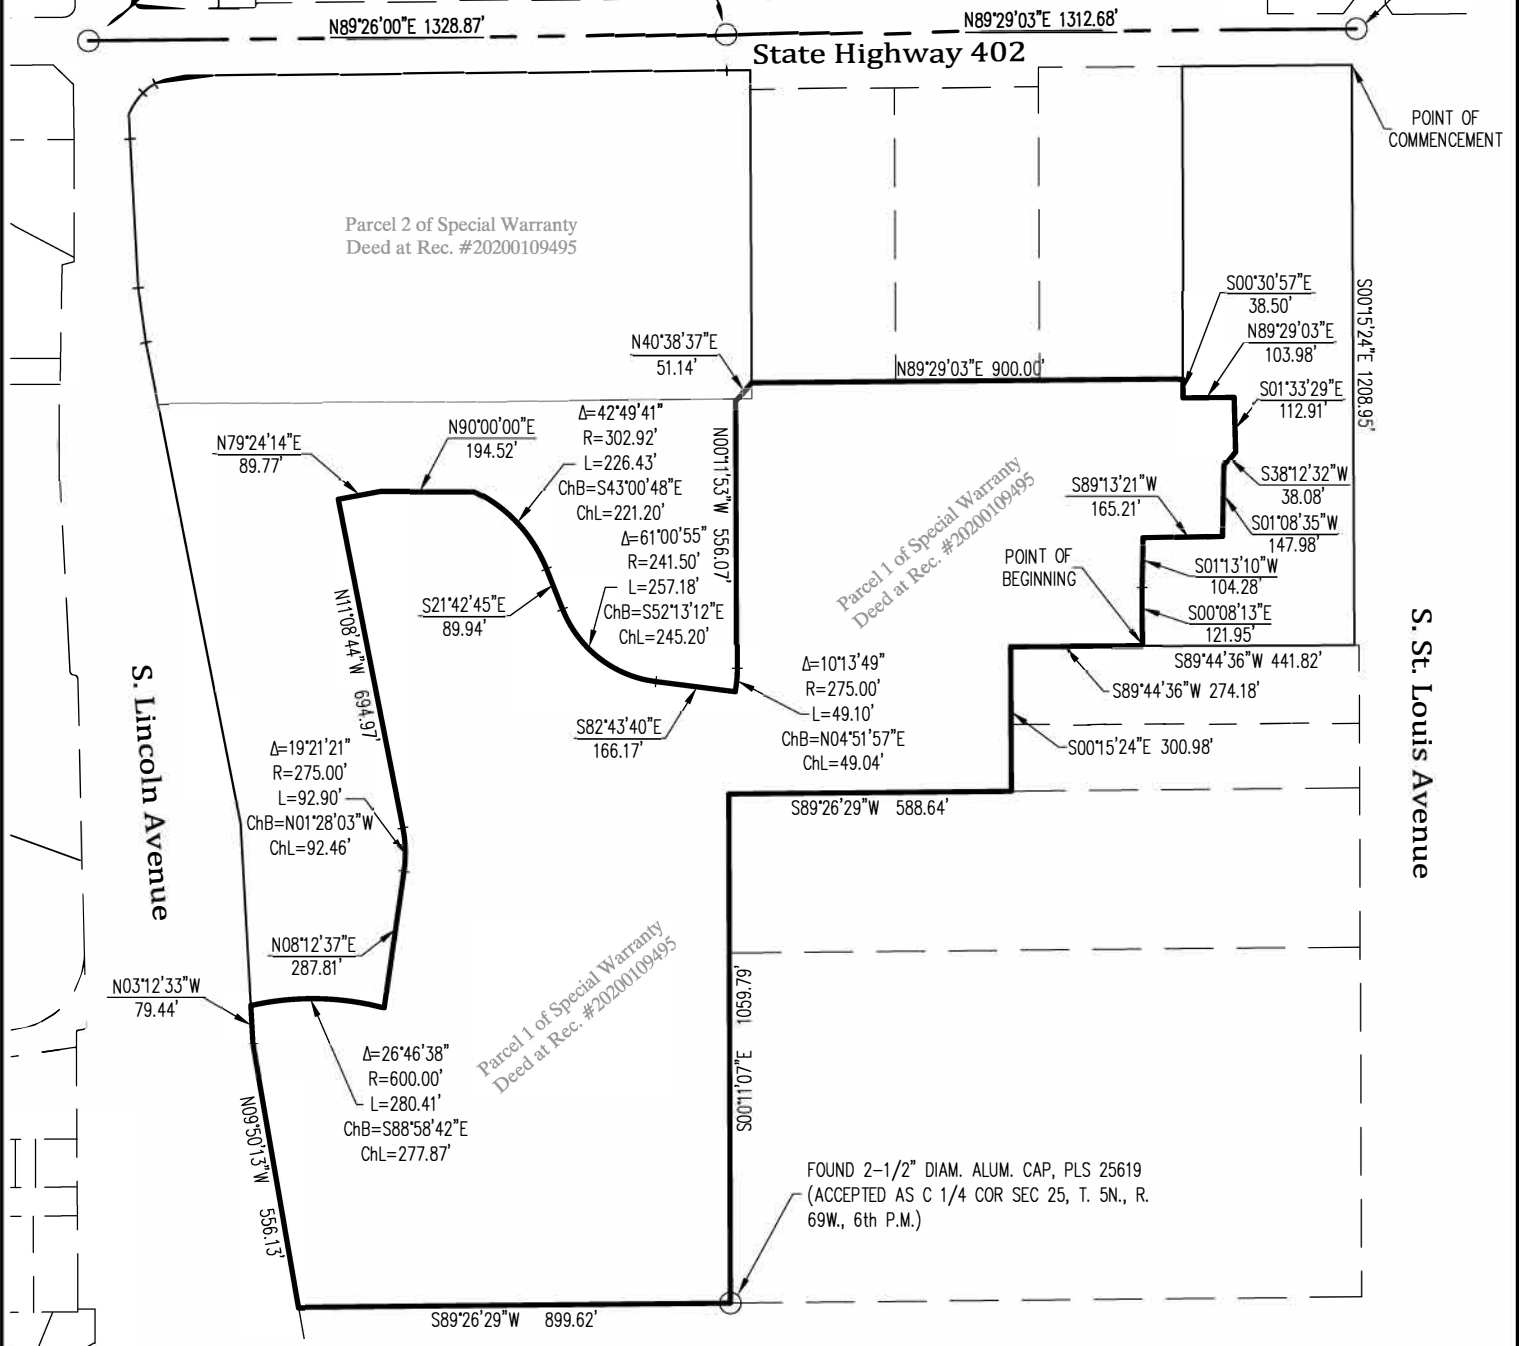 N89°26'00"E 1328.87'
N89°29'03"E 1312.68'
State Highway 402
POINT OF
COMMENCEMENT
Parcel 2 of Special Warranty
Deed at Rec. #20200109495
S00°30'57"E
38.50'
S00°15'24"E 1208.95'
N89°29'03"E
103.98'
N40°38'37"E
51.14'
N89°29'03"E 900.00'
S01°33'29"E
112.91'
N79°24'14"E
89.77'
N90°00'00"E
194.52'
Δ=42°49'41"
R=302.92'
L=226.43'
ChB=S43°00'48"E
ChL=221.20'
N00°11'53"W 556.07'
Parcel 1 of Special Warranty
Deed at Rec. #20200109495
S89°13'21"W
165.21'
S38°12'32"W
38.08'
S01°08'35"W
147.98'
Δ=61°00'55"
R=241.50'
L=257.18'
ChB=S52°13'12"E
ChL=245.20'
POINT OF
BEGINNING
S01°13'10"W
104.28'
S00°08'13"E
121.95'
S21°42'45"E
89.94'
N11°08'44"W 694.97'
S89°44'36"W 441.82'
S89°44'36"W 274.18'
S. Lincoln Avenue
S. St. Louis Avenue
Δ=10°13'49"
R=275.00'
L=49.10'
ChB=N04°51'57"E
ChL=49.04'
S82°43'40"E
166.17'
S00°15'24"E 300.98'
Δ=19°21'21"
R=275.00'
L=92.90'
ChB=N01°28'03"W
ChL=92.46'
S89°26'29"W 588.64'
N08°12'37"E
287.81'
Parcel 1 of Special Warranty
Deed at Rec. #20200109495
S00°11'07"E 1059.79'
N03°12'33"W
79.44'
Δ=26°46'38"
R=600.00'
L=280.41'
ChB=S88°58'42"E
ChL=277.87'
N09°50'13"W 556.13'
FOUND 2-1/2" DIAM. ALUM. CAP, PLS 25619
(ACCEPTED AS C 1/4 COR SEC 25, T. 5N., R.
69W., 6th P.M.)
S89°26'29"W 899.62'